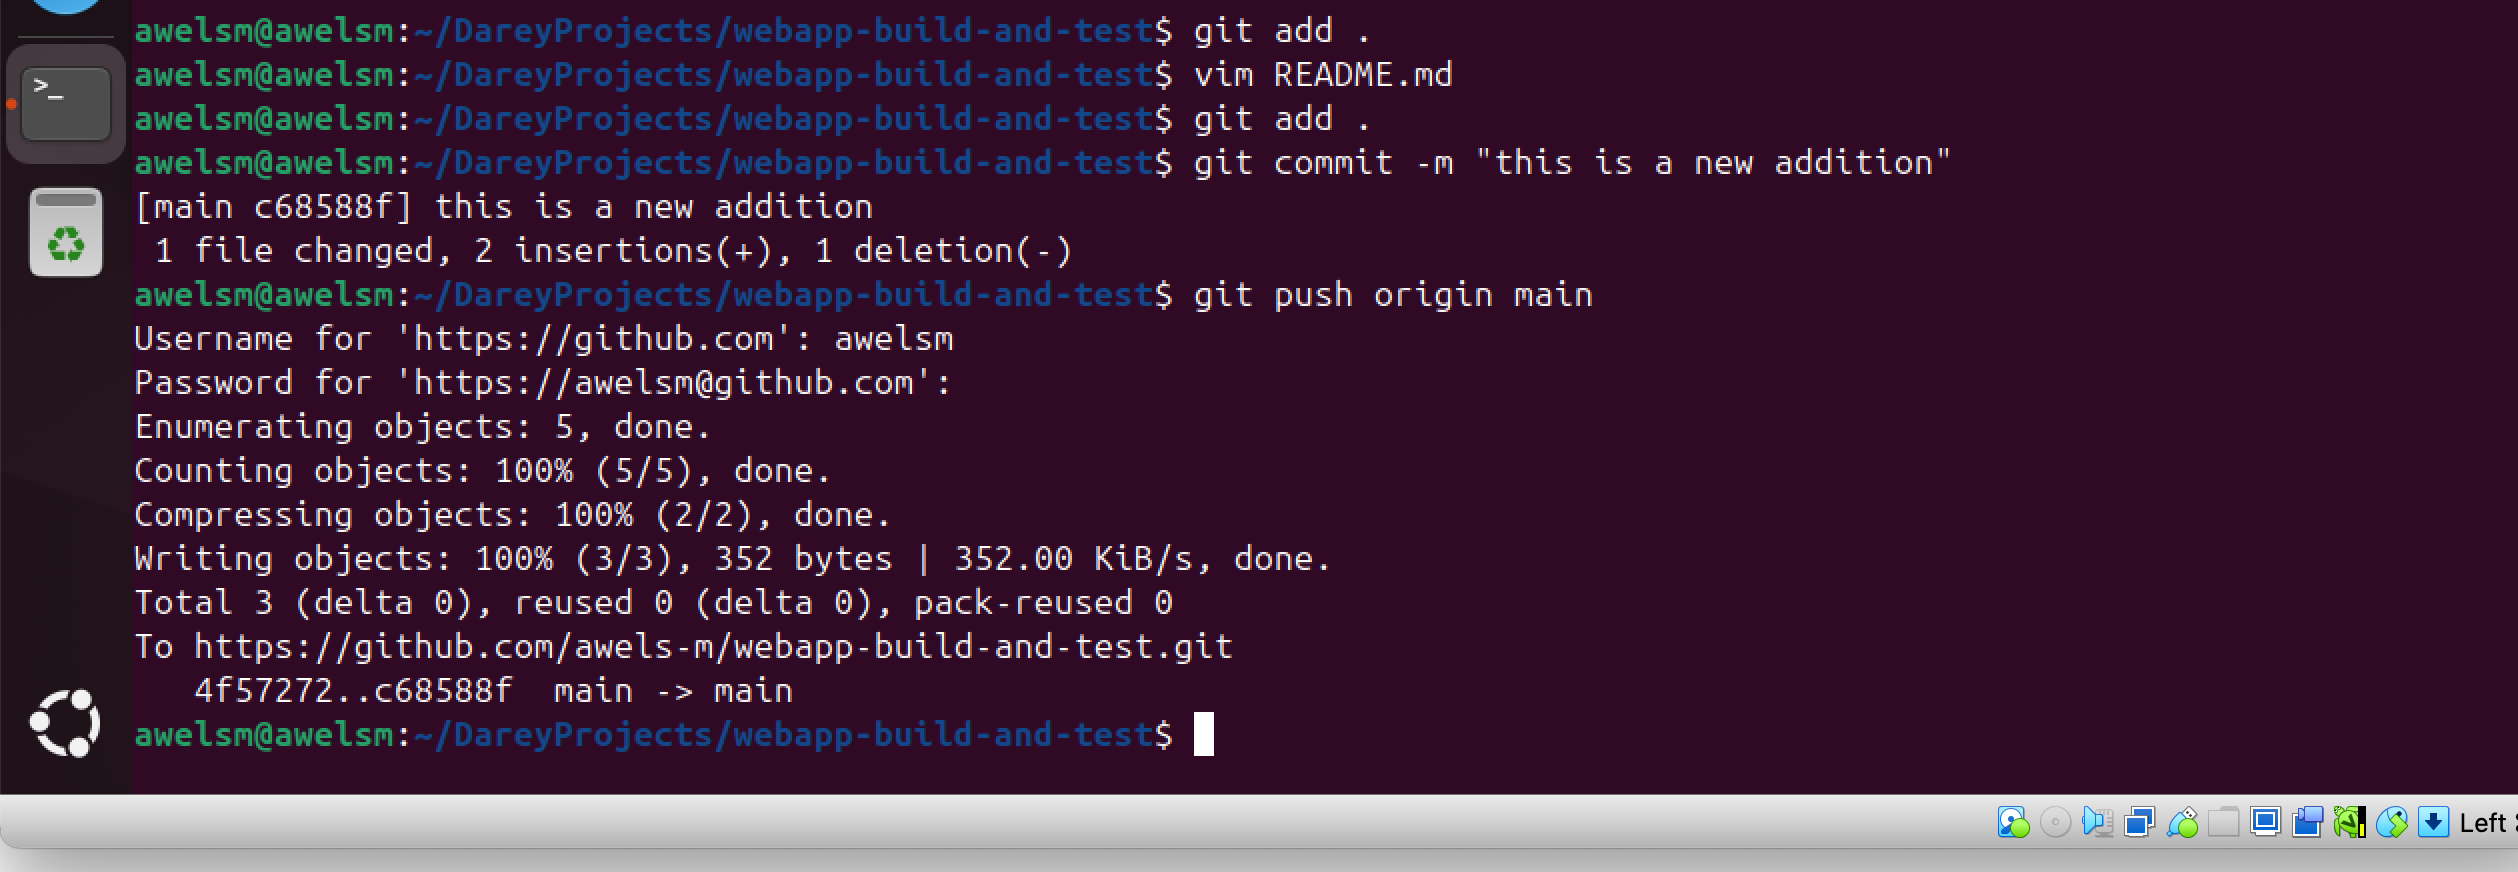 awelsm@awelsm:~/DareyProjects/webapp-build-and-test$ git add .
awelsm@awelsm:~/DareyProjects/webapp-build-and-test$ vim README.md
awelsm@awelsm:~/DareyProjects/webapp-build-and-test$ git add .
awelsm@awelsm:~/DareyProjects/webapp-build-and-test$ git commit -m "this is a new addition"
[main c68588f] this is a new addition
 1 file changed, 2 insertions(+), 1 deletion(-)
awelsm@awelsm:~/DareyProjects/webapp-build-and-test$ git push origin main
Username for 'https://github.com': awelsm
Password for 'https://awelsm@github.com':
Enumerating objects: 5, done.
Counting objects: 100% (5/5), done.
Compressing objects: 100% (2/2), done.
Writing objects: 100% (3/3), 352 bytes | 352.00 KiB/s, done.
Total 3 (delta 0), reused 0 (delta 0), pack-reused 0
To https://github.com/awels-m/webapp-build-and-test.git
   4f57272..c68588f  main -> main
awelsm@awelsm:~/DareyProjects/webapp-build-and-test$
>_
Left